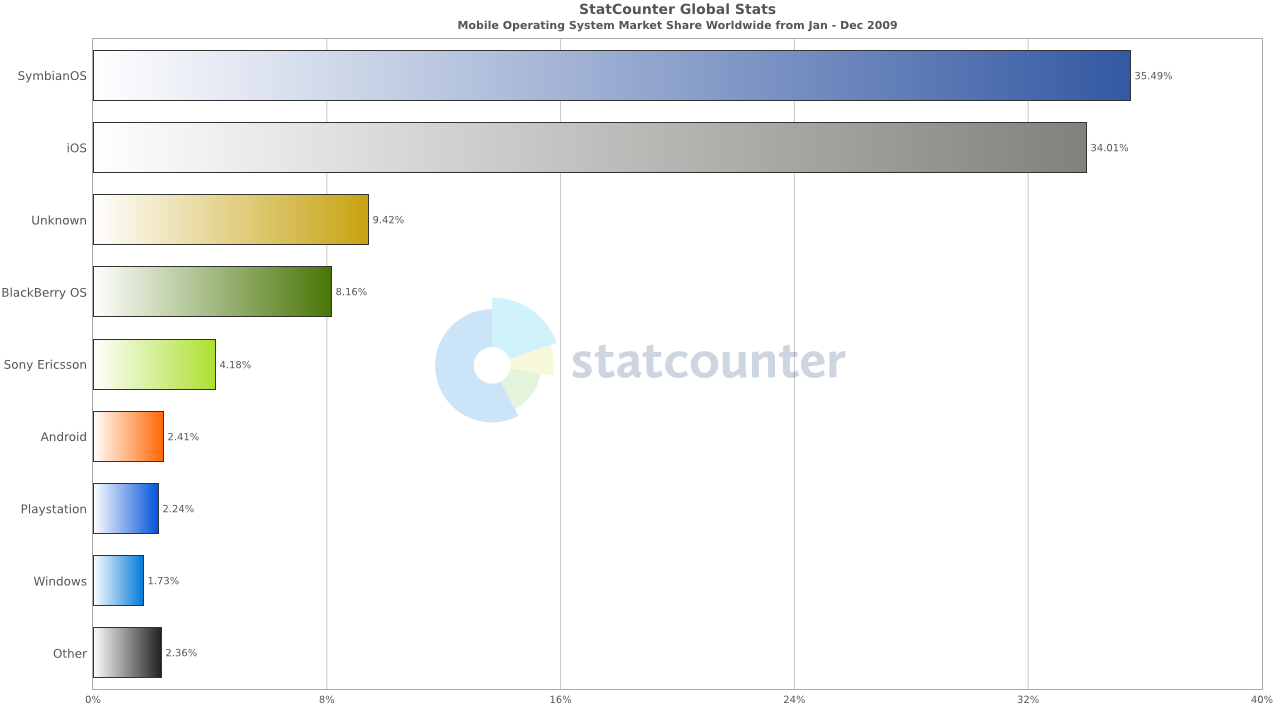 StatCounter Global Stats
Mobile Operating System Market Share Worldwide from Jan - Dec 2009
SymbianOS 35.49%
iOS 34.01%
Unknown 9.42%
BlackBerry OS 8.16%
statcounter
Sony Ericsson 4.18%
Android 2.41%
Playstation 2.24%
Windows 1.73%
Other 2.36%
0% 8% 16% 24% 32% 40%